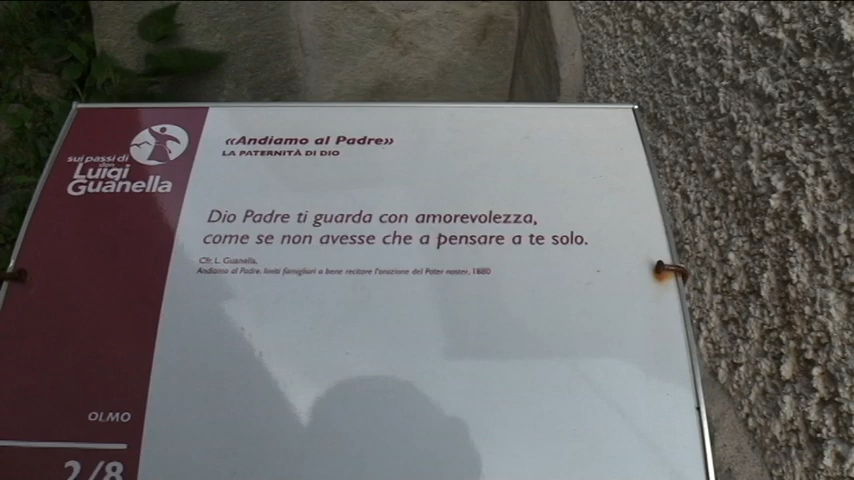 «Andiamo al Padre»
LA PATERNITÀ DI DIO
sui passi di
don
Luigi
Guanella
Dio Padre ti guarda con amorevolezza,
come se non avesse che a pensare a te solo.
Cfr. L. Guanella,
Andiamo al Padre. Inviti famigliari a bene recitare l'orazione del Pater noster, 1880
OLMO
2/8